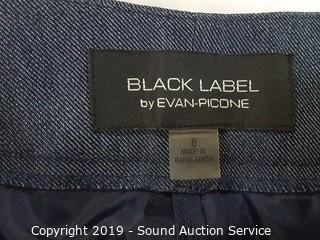 BLACK LABEL
by EVAN-PICONE
6
MADE IN
BANGLADESH
Copyright 2019 - Sound Auction Service